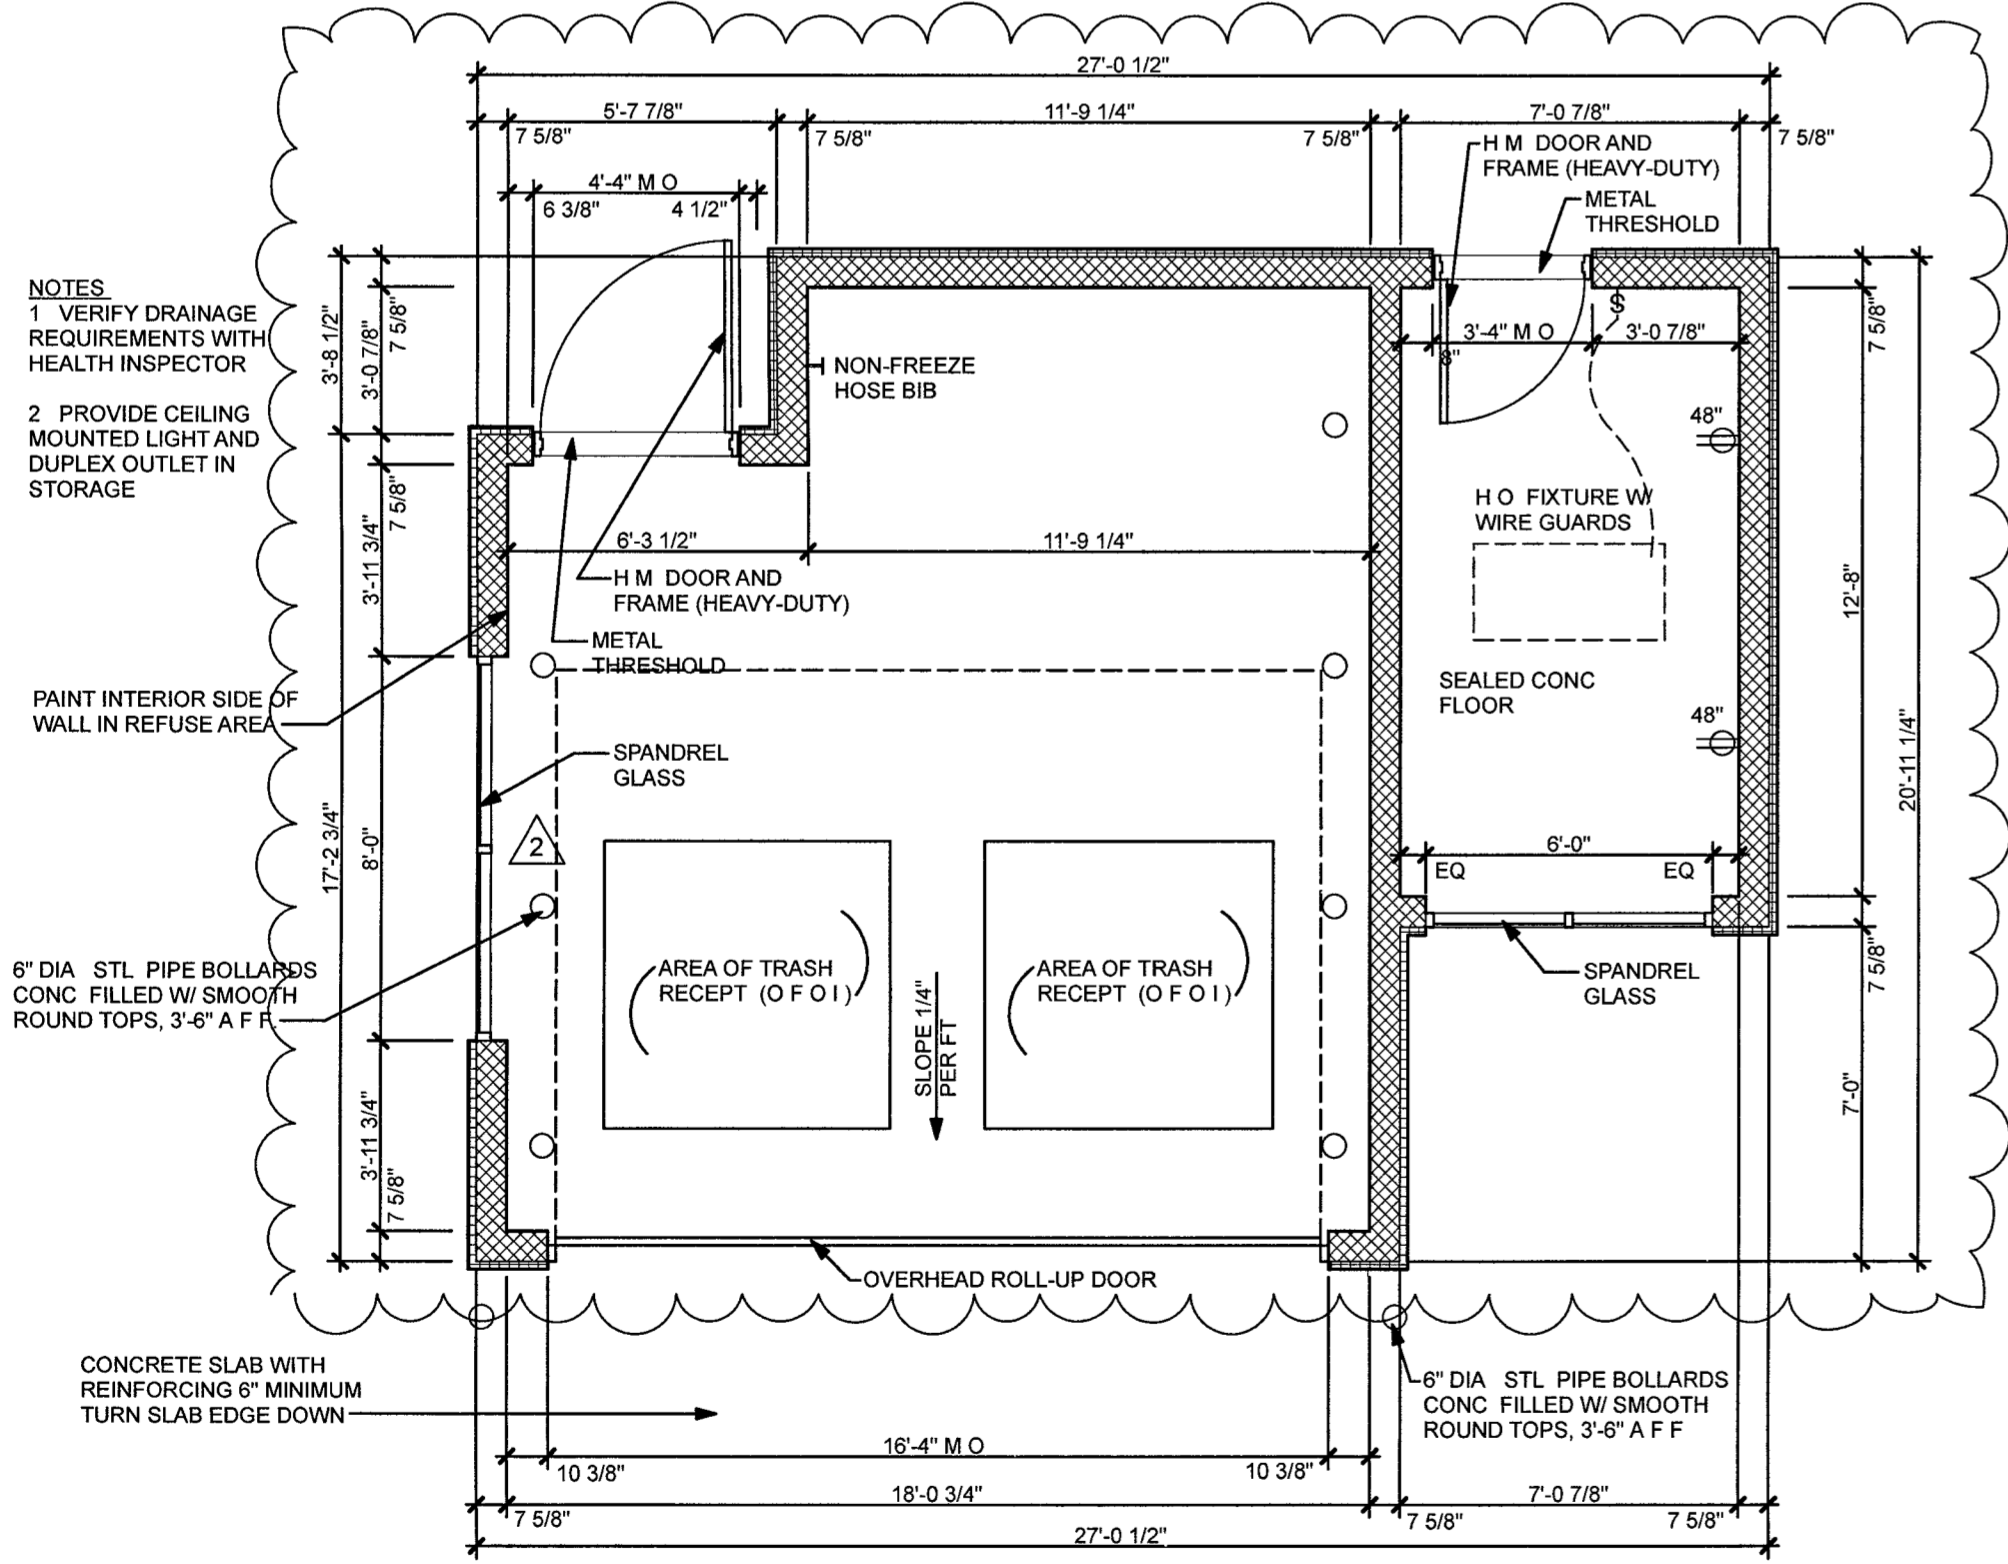 27'-0 1/2"
5'-7 7/8"
11'-9 1/4"
7'-0 7/8"
7 5/8"
7 5/8"
7 5/8"
7 5/8"
H M DOOR AND
FRAME (HEAVY-DUTY)
METAL
THRESHOLD
4'-4" M O
6 3/8"
4 1/2"
NOTES
1 VERIFY DRAINAGE
REQUIREMENTS WITH
HEALTH INSPECTOR
2 PROVIDE CEILING
MOUNTED LIGHT AND
DUPLEX OUTLET IN
STORAGE
3'-8 1/2"
3'-0 7/8"
7 5/8"
7 5/8"
3'-11 3/4"
NON-FREEZE
HOSE BIB
S
3'-4" M O
3'-0 7/8"
8"
7 5/8"
48"
H O FIXTURE W/
WIRE GUARDS
6'-3 1/2"
11'-9 1/4"
H M DOOR AND
FRAME (HEAVY-DUTY)
METAL
THRESHOLD
12'-8"
SEALED CONC
FLOOR
48"
PAINT INTERIOR SIDE OF
WALL IN REFUSE AREA
SPANDREL
GLASS
20'-11 1/4"
17'-2 3/4"
8'-0"
2
6'-0"
EQ
EQ
6" DIA STL PIPE BOLLARDS
CONC FILLED W/ SMOOTH
ROUND TOPS, 3'-6" A F F.
AREA OF TRASH
RECEPT (O F O I )
AREA OF TRASH
RECEPT (O F O I )
SLOPE 1/4"
PER FT
SPANDREL
GLASS
7 5/8"
7'-0"
3'-11 3/4"
7 5/8"
OVERHEAD ROLL-UP DOOR
CONCRETE SLAB WITH
REINFORCING 6" MINIMUM
TURN SLAB EDGE DOWN
6" DIA STL PIPE BOLLARDS
CONC FILLED W/ SMOOTH
ROUND TOPS, 3'-6" A F F
16'-4" M O
10 3/8"
10 3/8"
18'-0 3/4"
7'-0 7/8"
7 5/8"
7 5/8"
7 5/8"
27'-0 1/2"